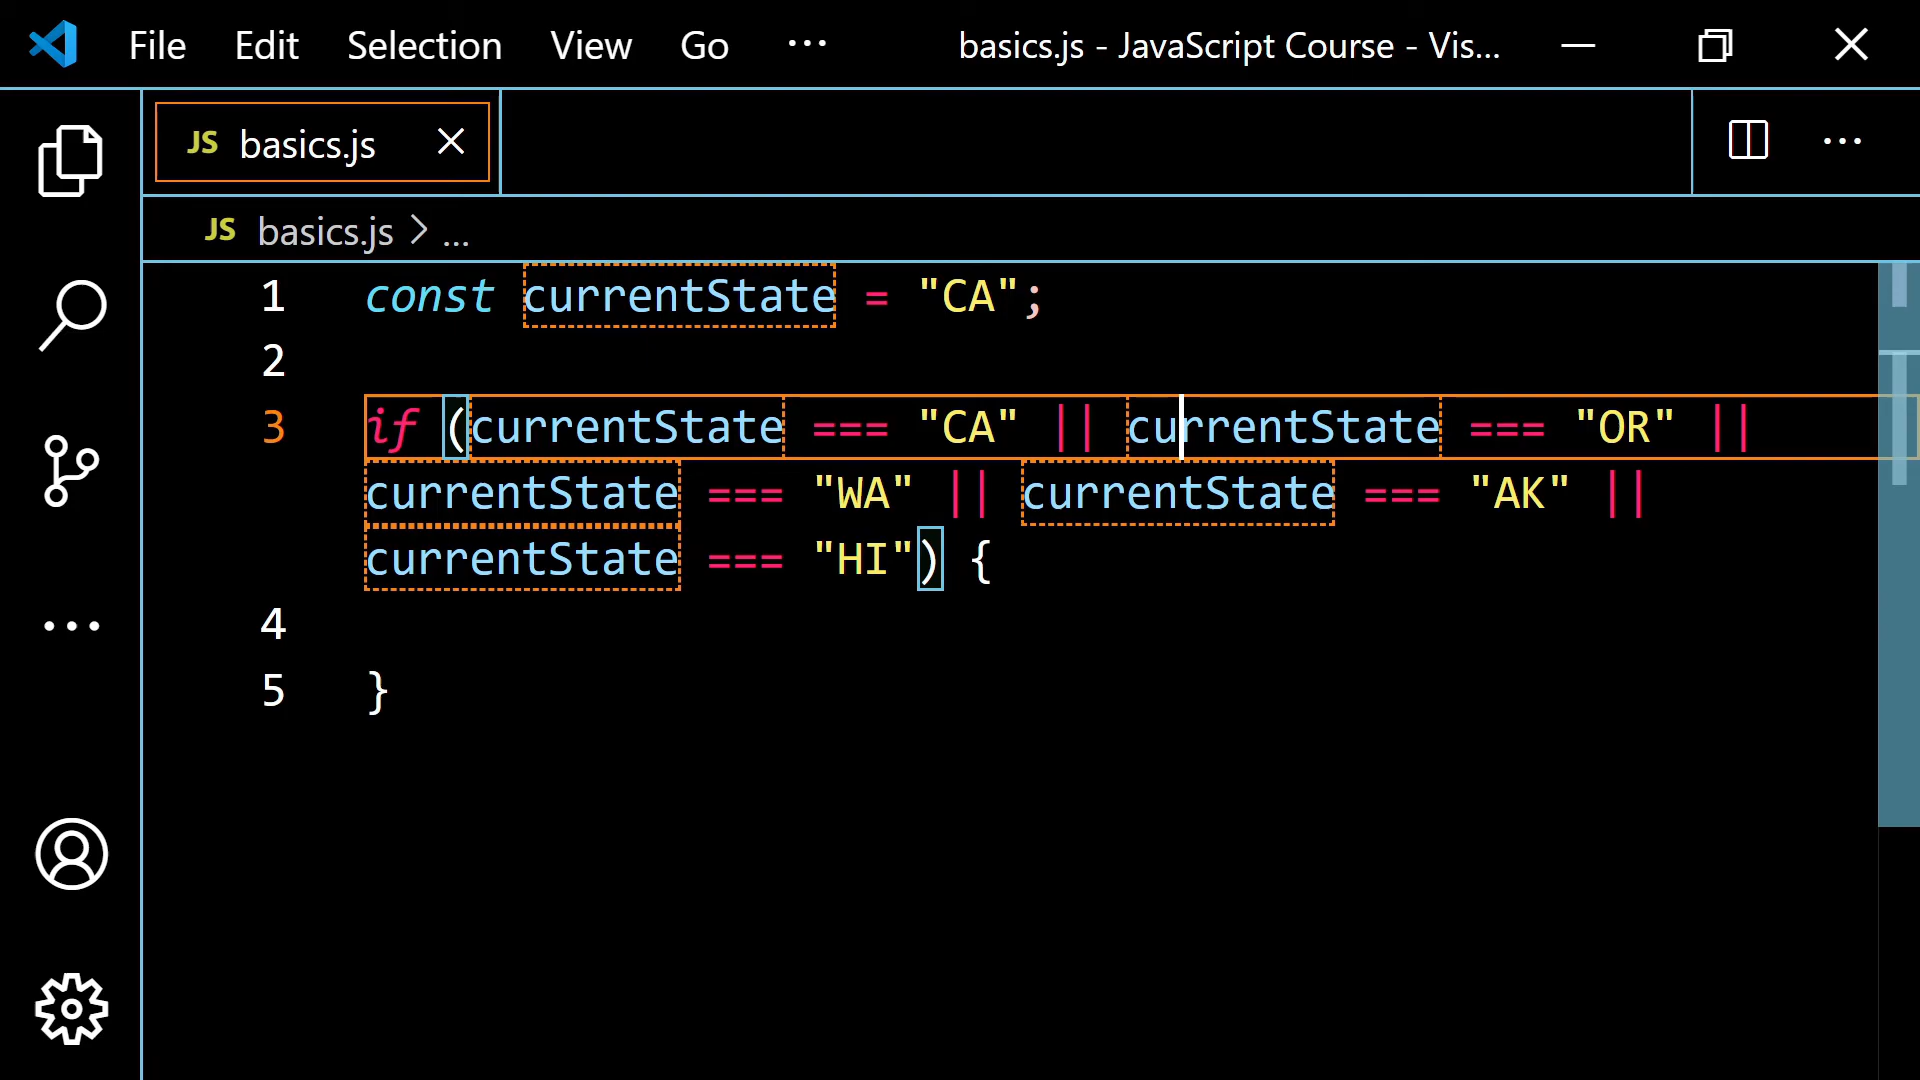 File Edit Selection View Go ... basics.js - JavaScript Course - Vis...
JS basics.js
JS basics.js > ...
1 const currentState = "CA";
2
3 if (currentState === "CA" || currentState === "OR" ||
currentState === "WA" || currentState === "AK" ||
currentState === "HI") {
4
5 }